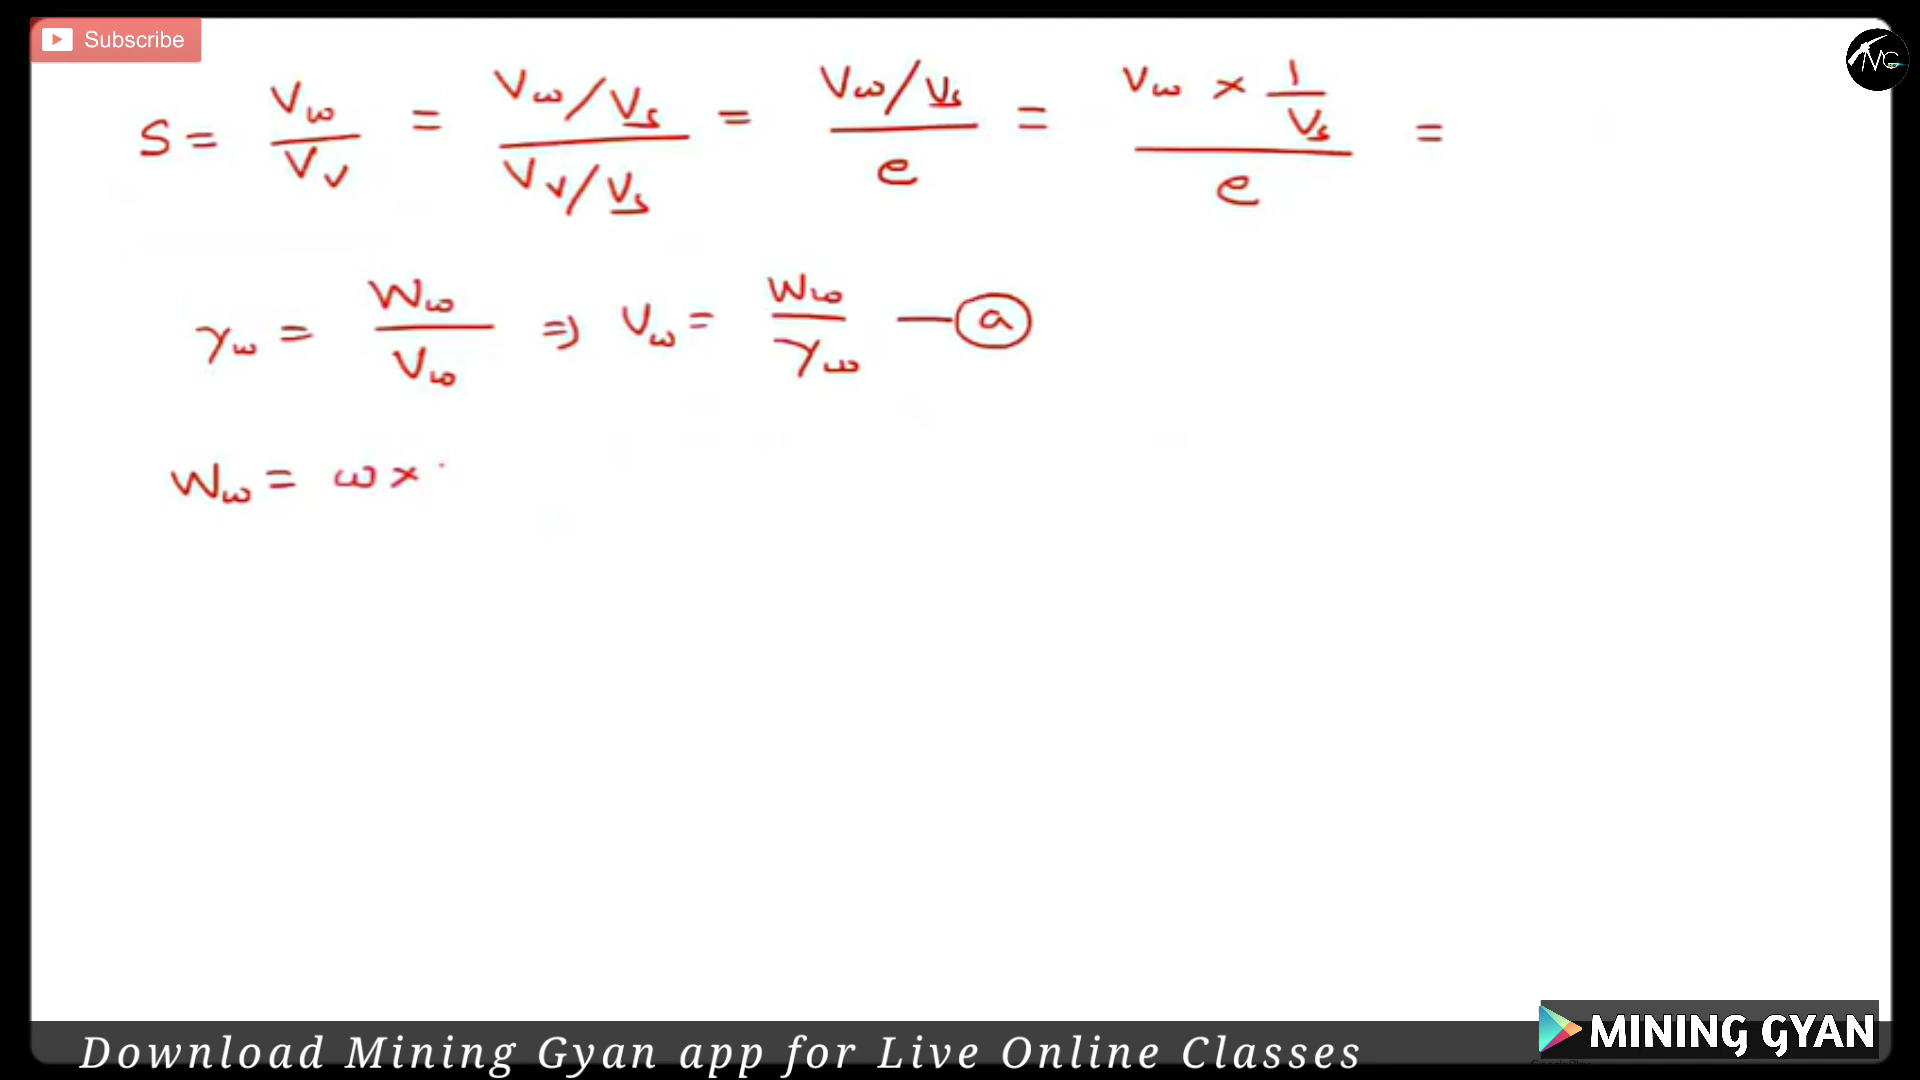 Subscribe
MG
S = Vω/Vv = (Vω/Vs)/(Vv/Vs) = (Vω/Vs)/e = (Vω × 1/Vs)/e =
γω = Wω/Vω ⇒ Vω = Wω/γω — ⓐ
Wω = ω ×
Download Mining Gyan app for Live Online Classes
MINING GYAN